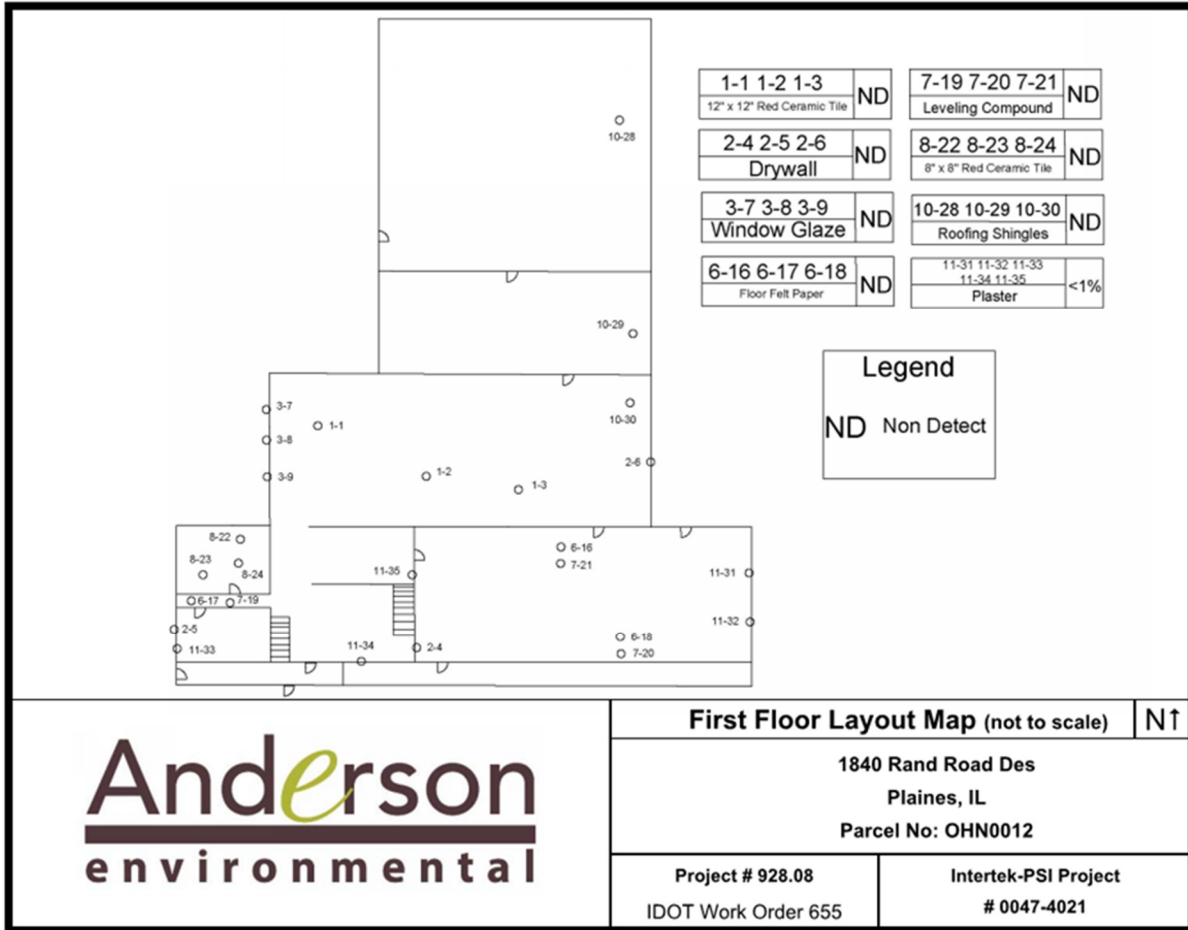 10-28
10-29
10-30
3-7
1-1
3-8
3-9
1-2
1-3
2-6
8-22
8-23
8-24
6-17
7-19
2-5
11-33
11-35
11-34
2-4
6-16
7-21
11-31
11-32
6-18
7-20
1-1 1-2 1-3
12" x 12" Red Ceramic Tile
ND
2-4 2-5 2-6
Drywall
ND
3-7 3-8 3-9
Window Glaze
ND
6-16 6-17 6-18
Floor Felt Paper
ND
7-19 7-20 7-21
Leveling Compound
ND
8-22 8-23 8-24
8" x 8" Red Ceramic Tile
ND
10-28 10-29 10-30
Roofing Shingles
ND
11-31 11-32 11-33
11-34 11-35
Plaster
<1%
Legend
ND Non Detect
Anderson
environmental
First Floor Layout Map (not to scale)
N↑
1840 Rand Road Des
Plaines, IL
Parcel No: OHN0012
Project # 928.08
IDOT Work Order 655
Intertek-PSI Project
# 0047-4021